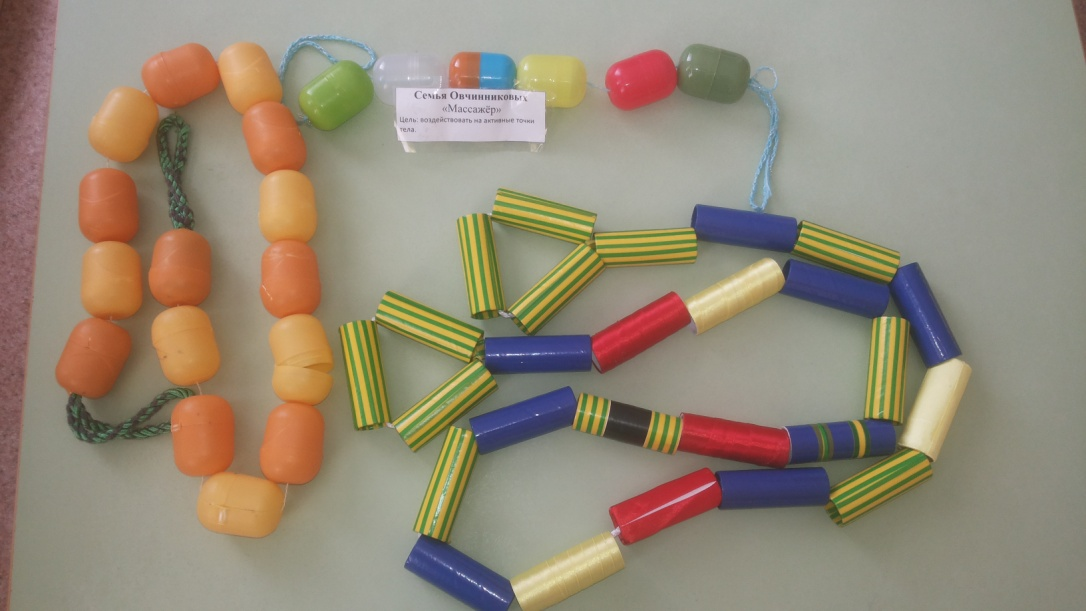 Семья Овчинниковых
«Массажёр»
Цель: воздействовать на активные точки
тела.